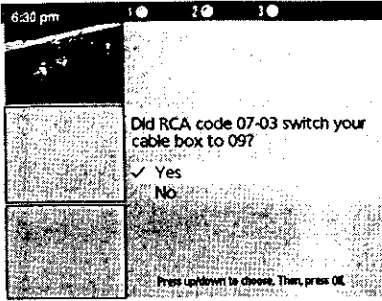 6:30 pm 1 2 3
Did RCA code 07-03 switch your
cable box to 09?
✓ Yes
No
Press up/down to choose. Then, press OK.